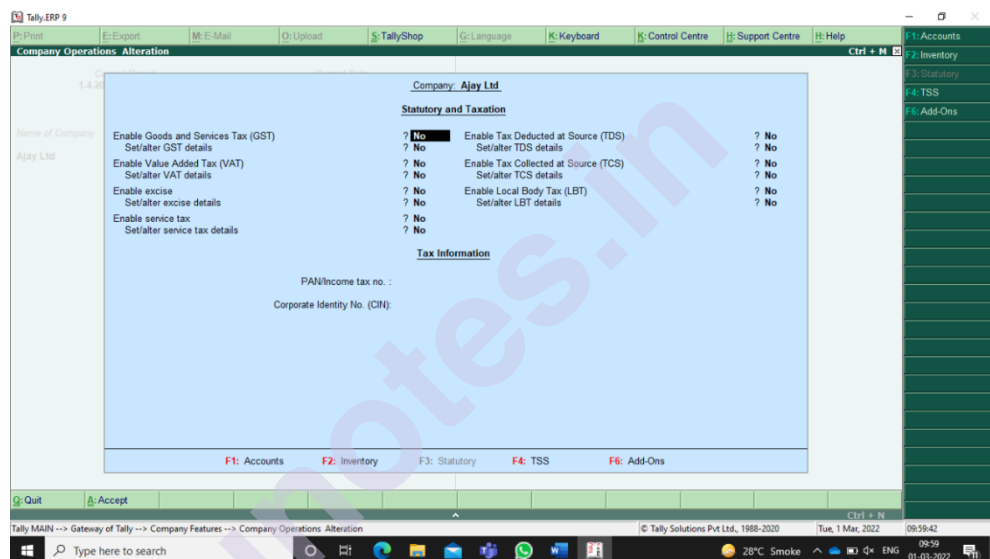 Tally.ERP 9
P: Print E: Export M: E-Mail O: Upload S: TallyShop G: Language K: Keyboard K: Control Centre H: Support Centre H: Help F1: Accounts
Company Operations Alteration Ctrl + M
F2: Inventory
F3: Statutory
1-4-20
F4: TSS
F6: Add-Ons
Name of Company
Ajay Ltd
Company: Ajay Ltd
Statutory and Taxation
Enable Goods and Services Tax (GST) ? No Enable Tax Deducted at Source (TDS) ? No
Set/alter GST details ? No Set/alter TDS details ? No
Enable Value Added Tax (VAT) ? No Enable Tax Collected at Source (TCS) ? No
Set/alter VAT details ? No Set/alter TCS details ? No
Enable excise ? No Enable Local Body Tax (LBT) ? No
Set/alter excise details ? No Set/alter LBT details ? No
Enable service tax ? No
Set/alter service tax details ? No
Tax Information
PAN/Income tax no. :
Corporate Identity No. (CIN):
F1: Accounts F2: Inventory F3: Statutory F4: TSS F6: Add-Ons
Q: Quit A: Accept
Ctrl + N
Tally MAIN --> Gateway of Tally --> Company Features --> Company Operations Alteration © Tally Solutions Pvt Ltd., 1988-2020 Tue, 1 Mar, 2022 09:59:42
Type here to search 28°C Smoke ENG 09:59
01-03-2022
notes.in